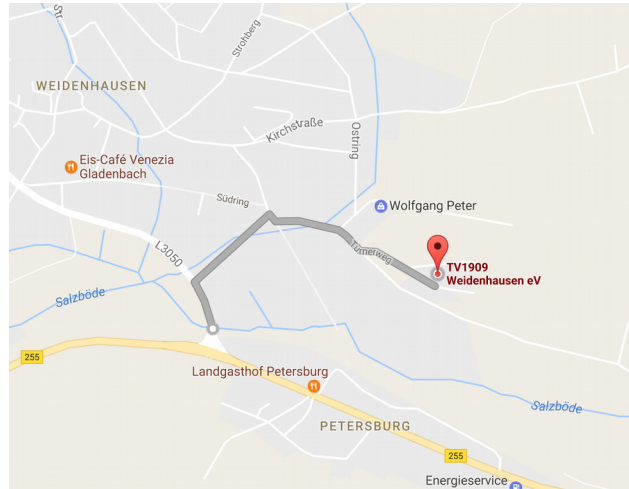 Str.
Strohberg
WEIDENHAUSEN
Kirchstraße
Ostring
Eis-Café Venezia
Gladenbach
Südring
Wolfgang Peter
L3050
Turnerweg
TV1909
Weidenhausen eV
Salzböde
255
Landgasthof Petersburg
Salzböde
PETERSBURG
255
Energieservice